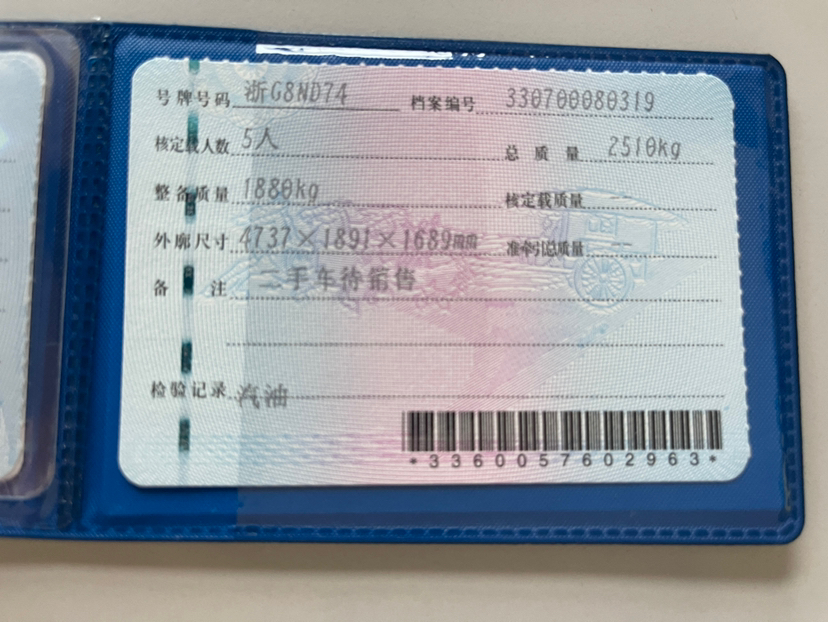 号牌号码 浙G8ND74 档案编号 330700080319
核定载人数 5人 总质量 2510kg
整备质量 1880kg 核定载质量 --
外廓尺寸 4737×1891×1689mm 准牵引总质量 --
备注 二手车待销售
检验记录 汽油
*3360057602963*